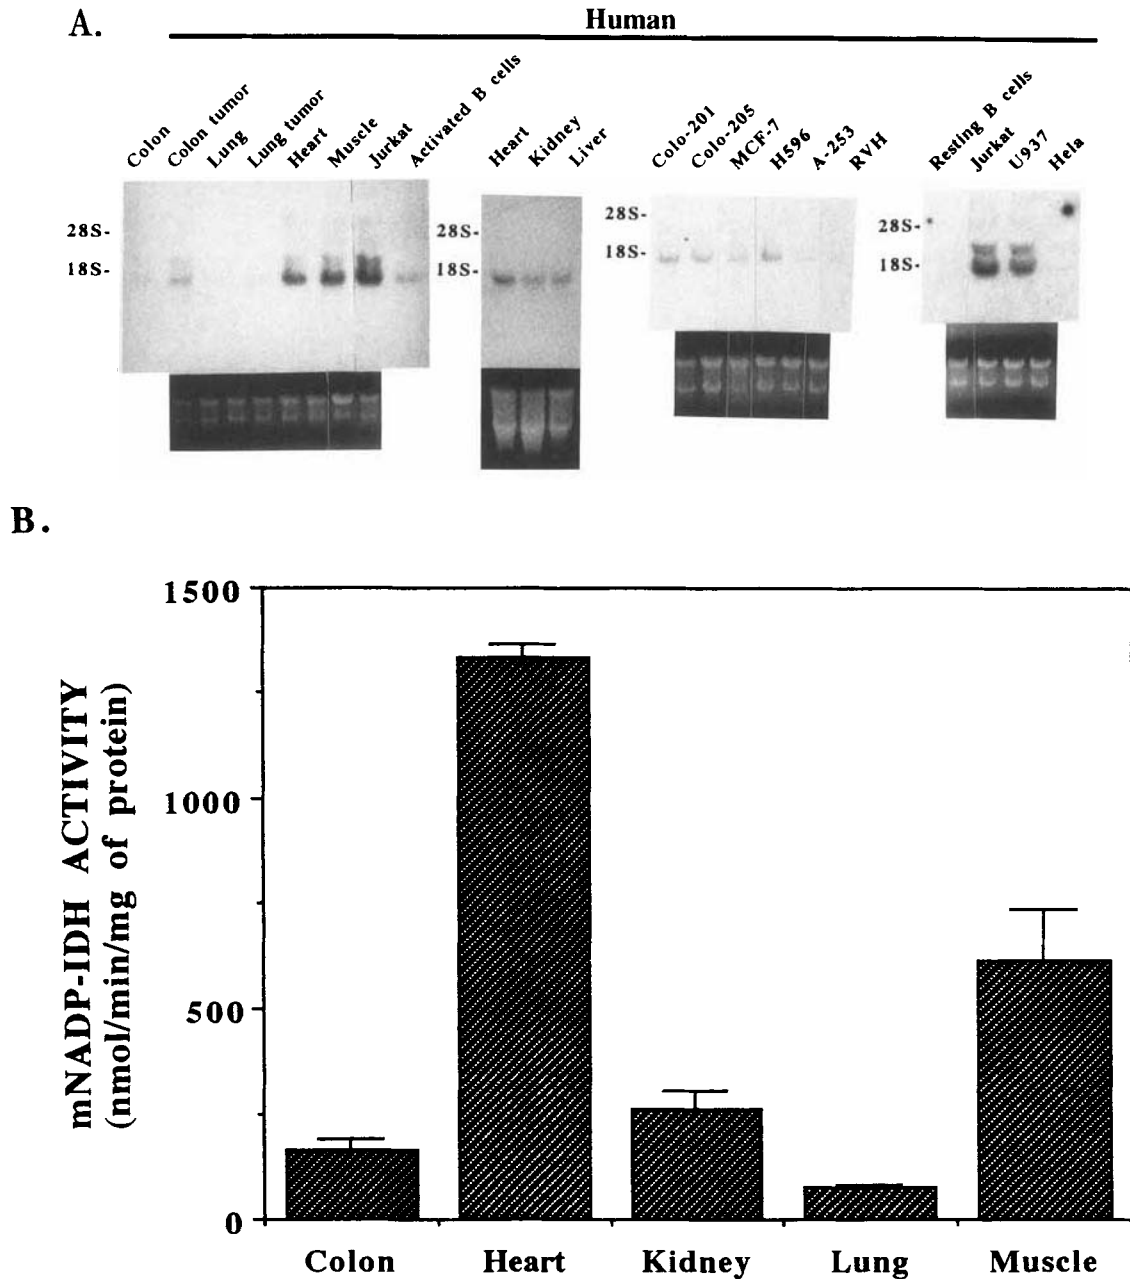 A.
Human
Colon
Colon tumor
Lung
Lung tumor
Heart
Muscle
Jurkat
Activated B cells
Heart
Kidney
Liver
Colo-201
Colo-205
MCF-7
H596
A-253
RVH
Resting B cells
Jurkat
U937
Hela
28S-
18S-
28S-
18S-
28S-
18S-
28S-
18S-
B.
mNADP-IDH ACTIVITY
(nmol/min/mg of protein)
1500
1000
500
0
Colon Heart Kidney Lung Muscle